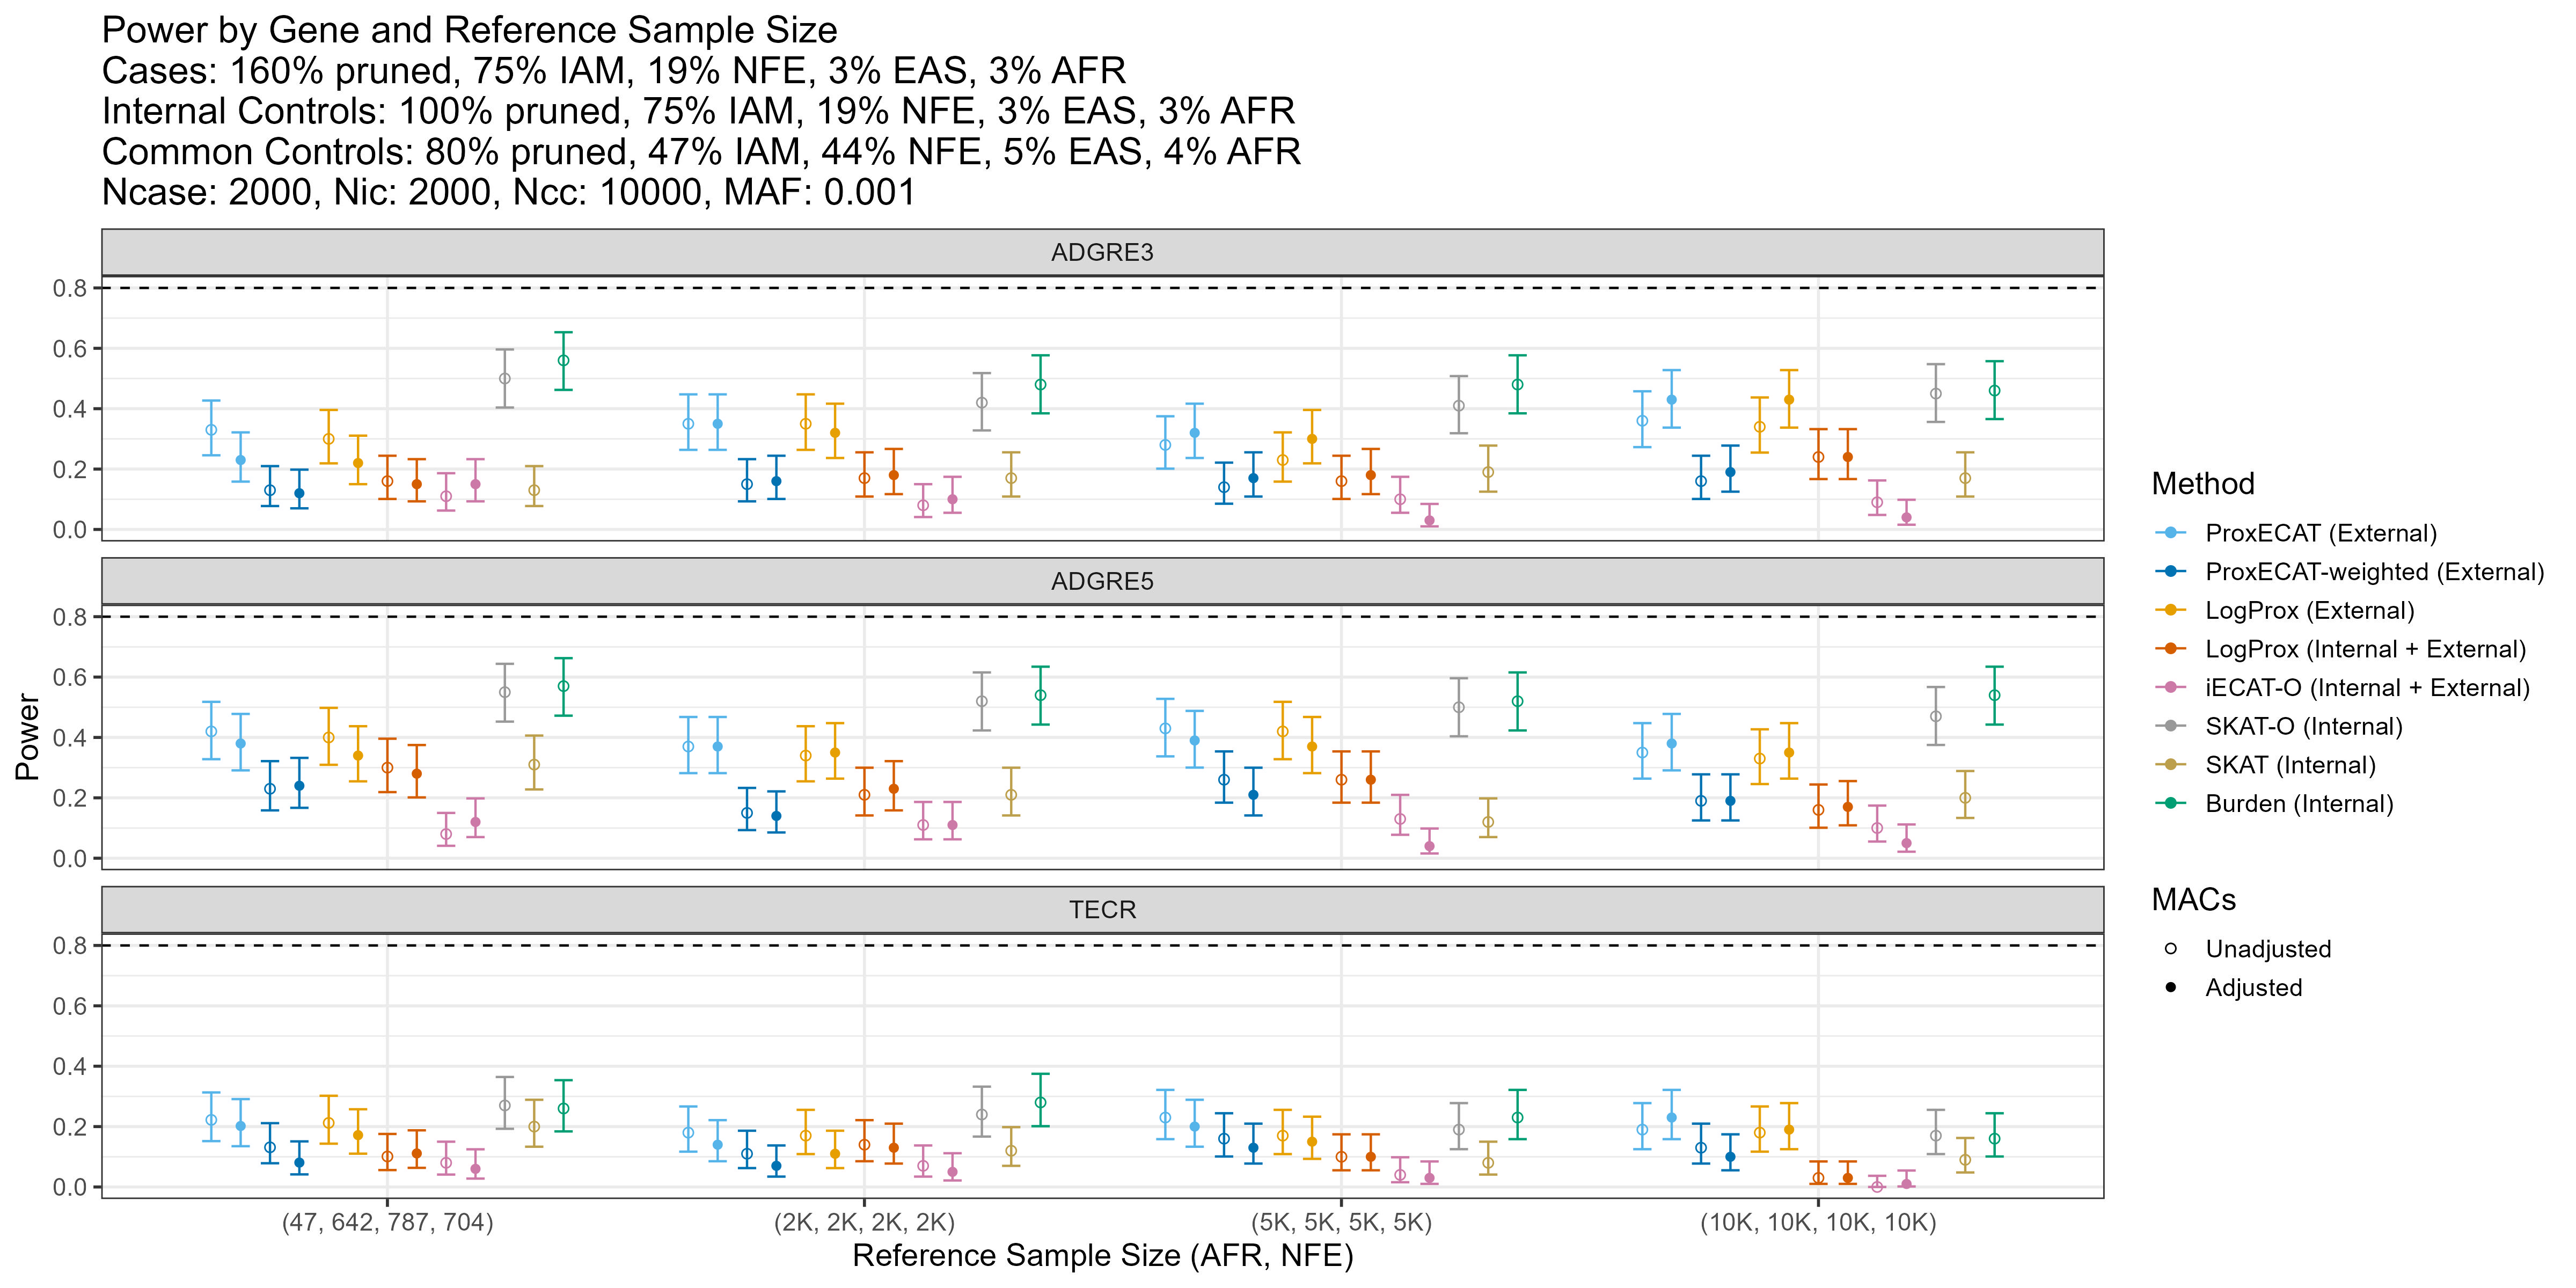 Power by Gene and Reference Sample Size
Cases: 160% pruned, 75% IAM, 19% NFE, 3% EAS, 3% AFR
Internal Controls: 100% pruned, 75% IAM, 19% NFE, 3% EAS, 3% AFR
Common Controls: 80% pruned, 47% IAM, 44% NFE, 5% EAS, 4% AFR
Ncase: 2000, Nic: 2000, Ncc: 10000, MAF: 0.001
ADGRE3
0.8
0.6
0.4
0.2
0.0
ADGRE5
0.8
0.6
0.4
0.2
0.0
TECR
0.8
0.6
0.4
0.2
0.0
Power
(47, 642, 787, 704)
(2K, 2K, 2K, 2K)
(5K, 5K, 5K, 5K)
(10K, 10K, 10K, 10K)
Reference Sample Size (AFR, NFE)
Method
ProxECAT (External)
ProxECAT-weighted (External)
LogProx (External)
LogProx (Internal + External)
iECAT-O (Internal + External)
SKAT-O (Internal)
SKAT (Internal)
Burden (Internal)
MACs
Unadjusted
Adjusted